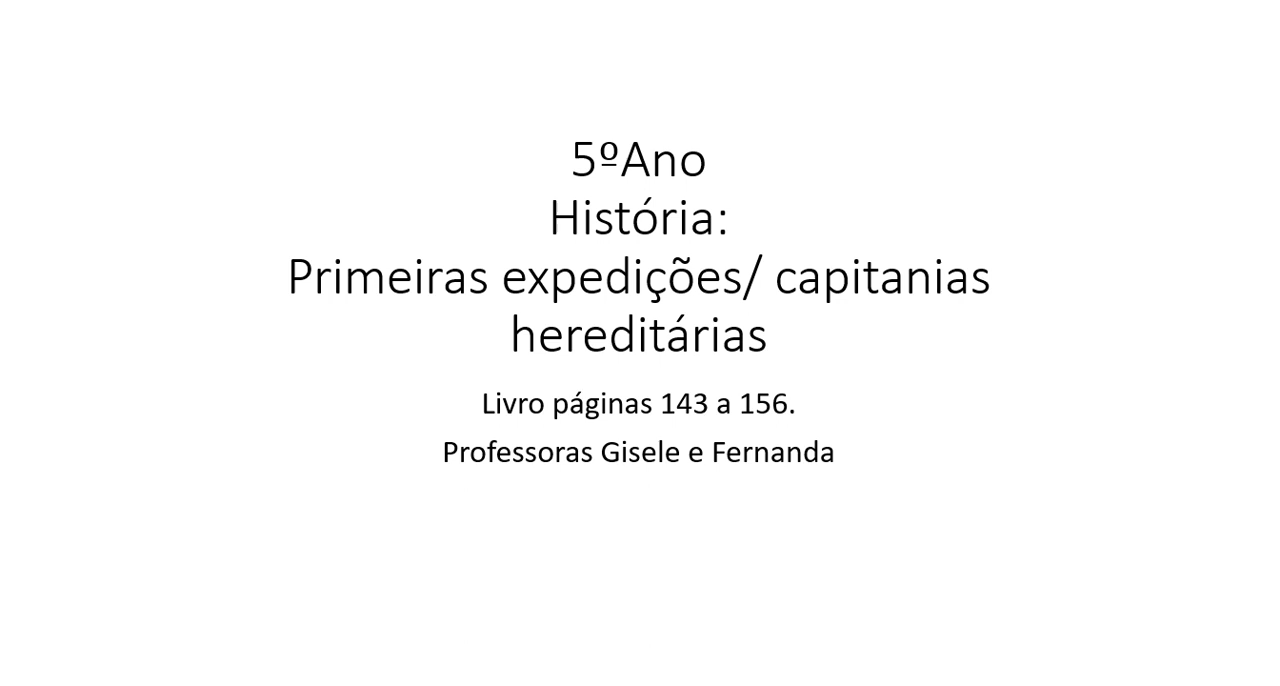 5ºAno
História:
Primeiras expedições/ capitanias
hereditárias
Livro páginas 143 a 156.
Professoras Gisele e Fernanda